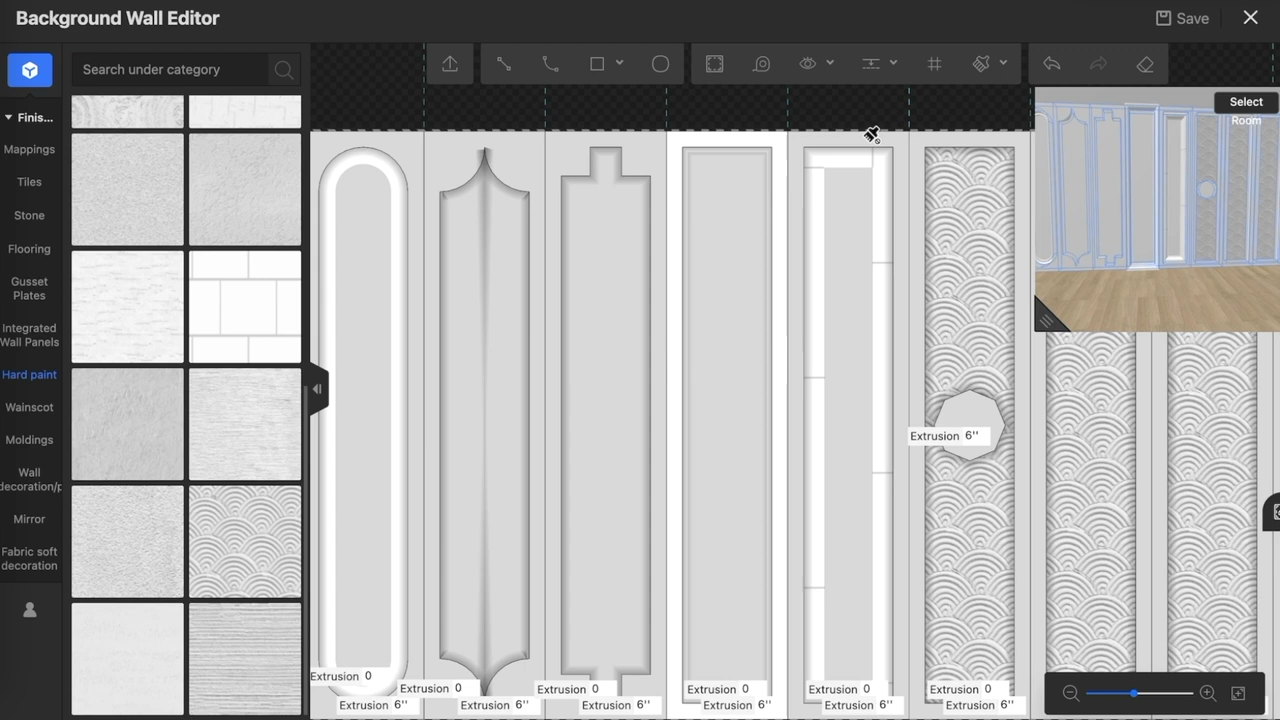 Background Wall Editor
Save
Search under category
Select
Room
Finis...
Mappings
Tiles
Stone
Flooring
Gusset
Plates
Integrated
Wall Panels
Hard paint
Wainscot
Moldings
Wall
decoration/p
Mirror
Fabric soft
decoration
Extrusion 6''
Extrusion 0
Extrusion 0
Extrusion 0
Extrusion 0
Extrusion 0
Extrusion 0
Extrusion 6''
Extrusion 6''
Extrusion 6''
Extrusion 6''
Extrusion 6''
Extrusion 6''